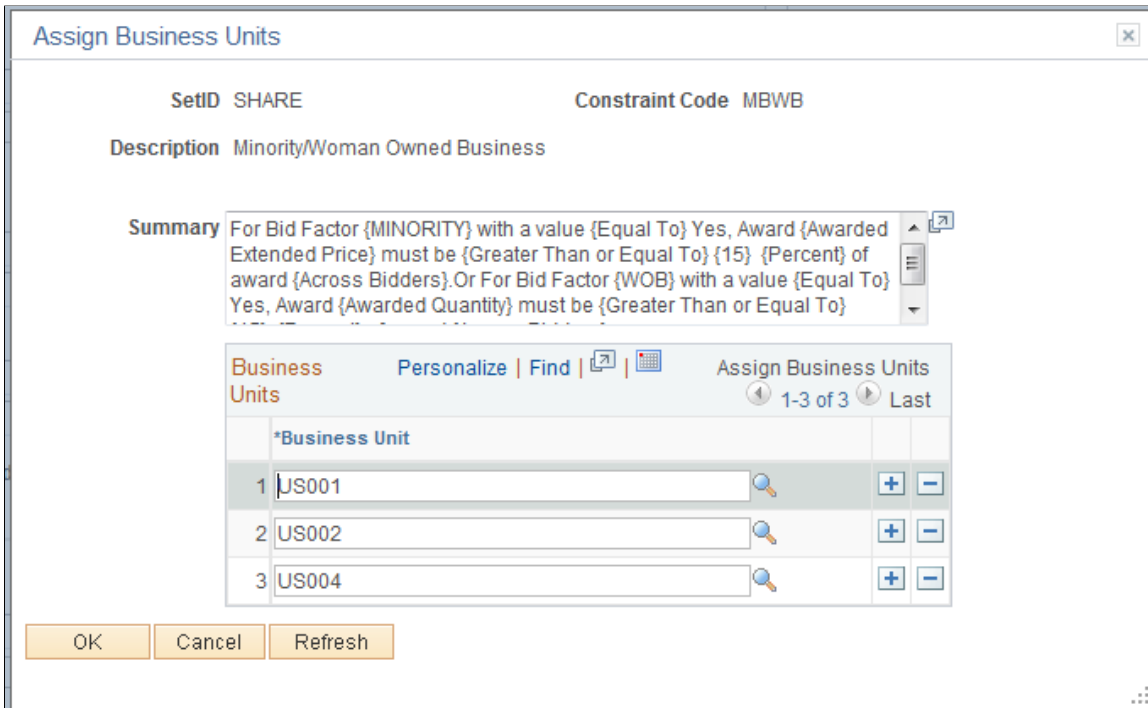 Assign Business Units
SetID SHARE Constraint Code MBWB
Description Minority/Woman Owned Business
Summary For Bid Factor {MINORITY} with a value {Equal To} Yes, Award {Awarded
Extended Price} must be {Greater Than or Equal To} {15} {Percent} of
award {Across Bidders}.Or For Bid Factor {WOB} with a value {Equal To}
Yes, Award {Awarded Quantity} must be {Greater Than or Equal To}
Business Units Personalize | Find | | Assign Business Units
1-3 of 3 Last
*Business Unit
1 US001
2 US002
3 US004
OK Cancel Refresh